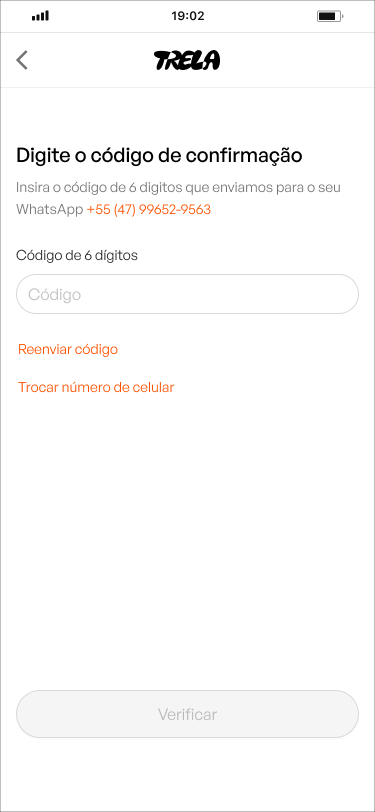 19:02
TRELA
Digite o código de confirmação
Insira o código de 6 digitos que enviamos para o seu
WhatsApp +55 (47) 99652-9563
Código de 6 dígitos
Código
Reenviar código
Trocar número de celular
Verificar